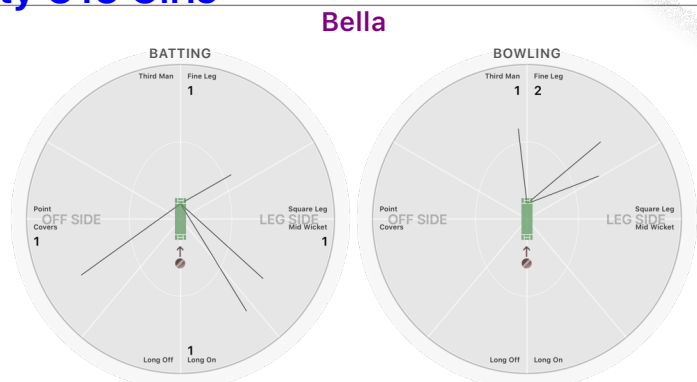 Bella
BATTING
Third Man Fine Leg
1
Point
OFF SIDE
Covers
1
Square Leg
LEG SIDE
Mid Wicket
1
1
Long Off Long On
BOWLING
Third Man Fine Leg
1 2
Point
OFF SIDE
Covers
Square Leg
LEG SIDE
Mid Wicket
Long Off Long On